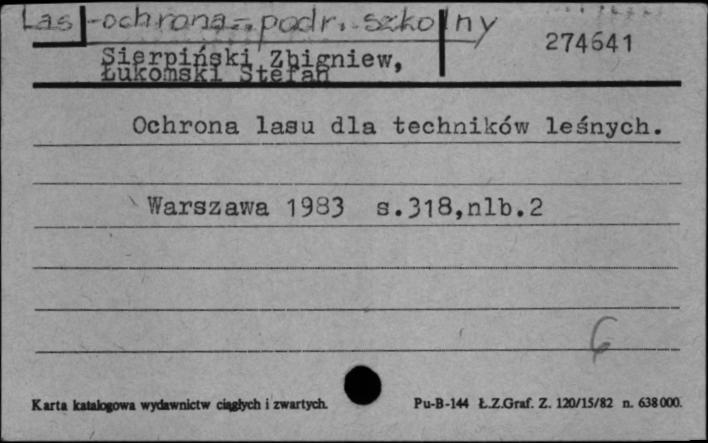 Las-ochrona-podr. szkolny
274641
Sierpiński Zbigniew,
Łukomski Stefan
Ochrona lasu dla techników leśnych.
Warszawa 1983 s.318,nlb.2
6
Karta katalogowa wydawnictw ciągłych i zwartych. Pu-B-144 Ł.Z.Graf. Z. 120/15/82 n. 638000.